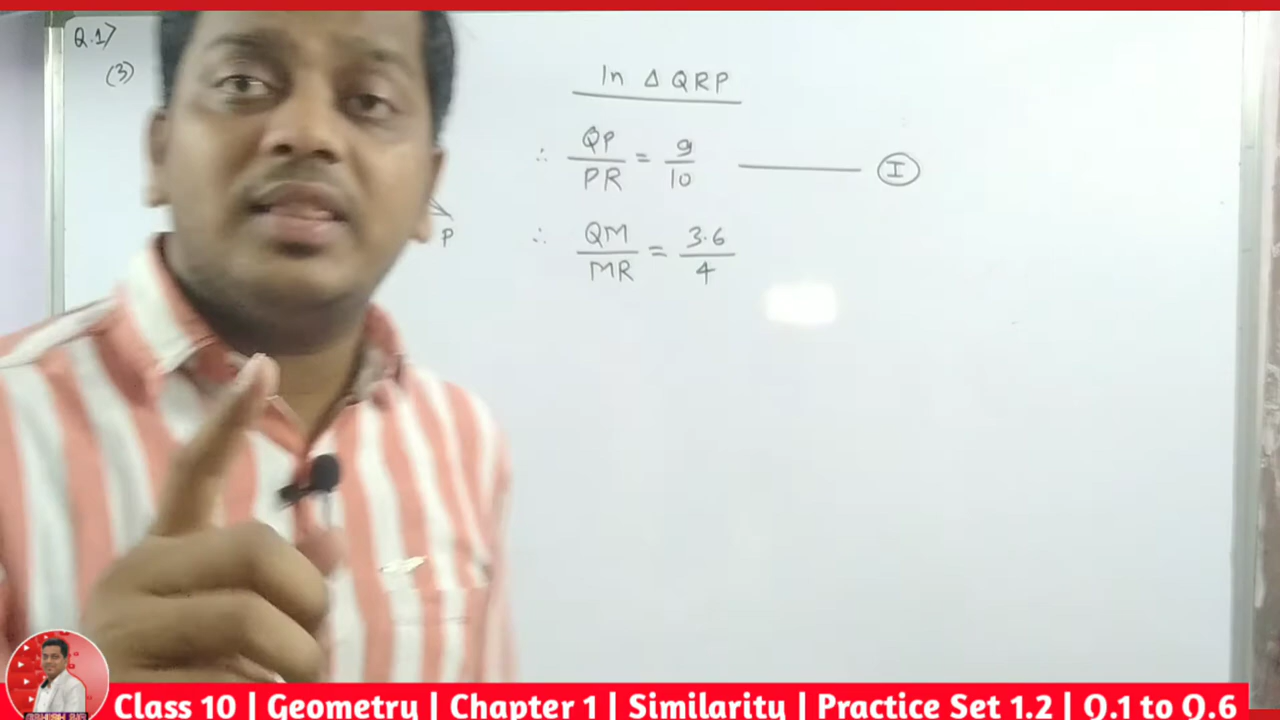 Q.1>
(3)
P
In Δ QRP
∴ QP/PR = 9/10 ——— I
∴ QM/MR = 3.6/4
Class 10 | Geometry | Chapter 1 | Similarity | Practice Set 1.2 | Q.1 to Q.6